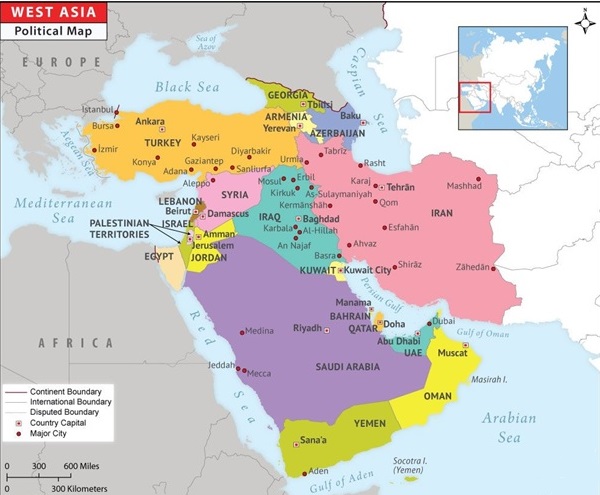 WEST ASIA
Political Map
EUROPE
Sea of
Azov
Black Sea
Caspian Sea
GEORGIA
Tbilisi
ARMENIA
Yerevan
Baku
AZERBAIJAN
Istanbul
Bursa
Ankara
TURKEY
Kayseri
İzmir
Konya
Adana
Gaziantep
Diyarbakir
Sanliurfa
Aegean
Sea
Urmia
Tabrīz
Rasht
Karaj
Tehrān
Mashhad
Qom
IRAN
Esfahān
Kermānshāh
Ahvaz
Shīrāz
Zāhedān
Aleppo
SYRIA
Mosul
Erbil
Kirkuk
As-Sulaymaniyah
LEBANON
Beirut
Damascus
Mediterranean
Sea
PALESTINIAN
TERRITORIES
ISRAEL
Amman
Jerusalem
JORDAN
EGYPT
IRAQ
Baghdad
Karbala
Al-Hillah
An Najaf
Basra
KUWAIT
Kuwait City
Persian Gulf
Manama
BAHRAIN
QATAR
Doha
Dubai
Abu Dhabi
UAE
Gulf of Oman
Muscat
Masirah I.
OMAN
AFRICA
Red
Sea
Medina
Riyadh
Jeddah
Mecca
SAUDI ARABIA
YEMEN
Sana'a
Aden
Gulf of Aden
Socotra I.
(Yemen)
Arabian
Sea
Continent Boundary
International Boundary
Disputed Boundary
Country Capital
Major City
0 300 600 Miles
0 300 Kilometers
N